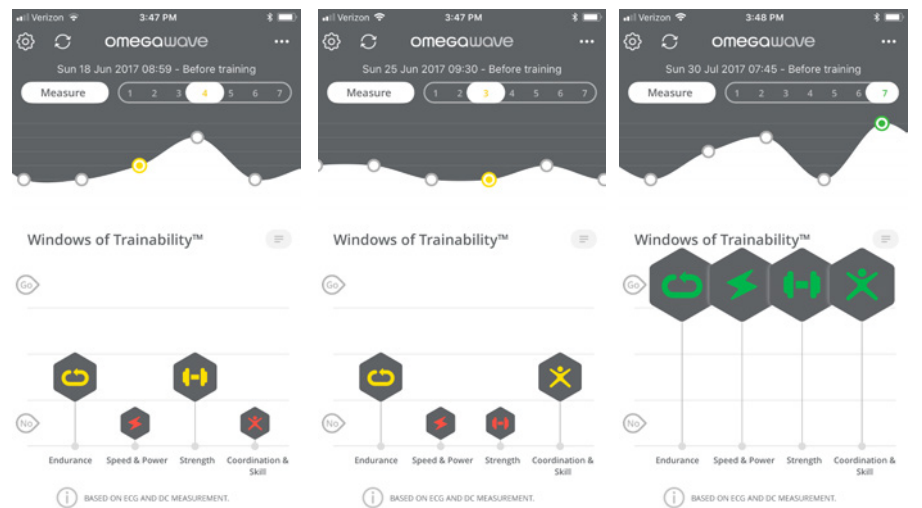 Verizon 3:47 PM
omegawave
Sun 18 Jun 2017 08:59 - Before training
Measure 1 2 3 4 5 6 7
Windows of Trainability™
Go
No
Endurance Speed & Power Strength Coordination &
Skill
BASED ON ECG AND DC MEASUREMENT.
Verizon 3:47 PM
omegawave
Sun 25 Jun 2017 09:30 - Before training
Measure 1 2 3 4 5 6 7
Windows of Trainability™
Go
No
Endurance Speed & Power Strength Coordination &
Skill
BASED ON ECG AND DC MEASUREMENT.
Verizon 3:48 PM
omegawave
Sun 30 Jul 2017 07:45 - Before training
Measure 1 2 3 4 5 6 7
Windows of Trainability™
Go
No
Endurance Speed & Power Strength Coordination &
Skill
BASED ON ECG AND DC MEASUREMENT.